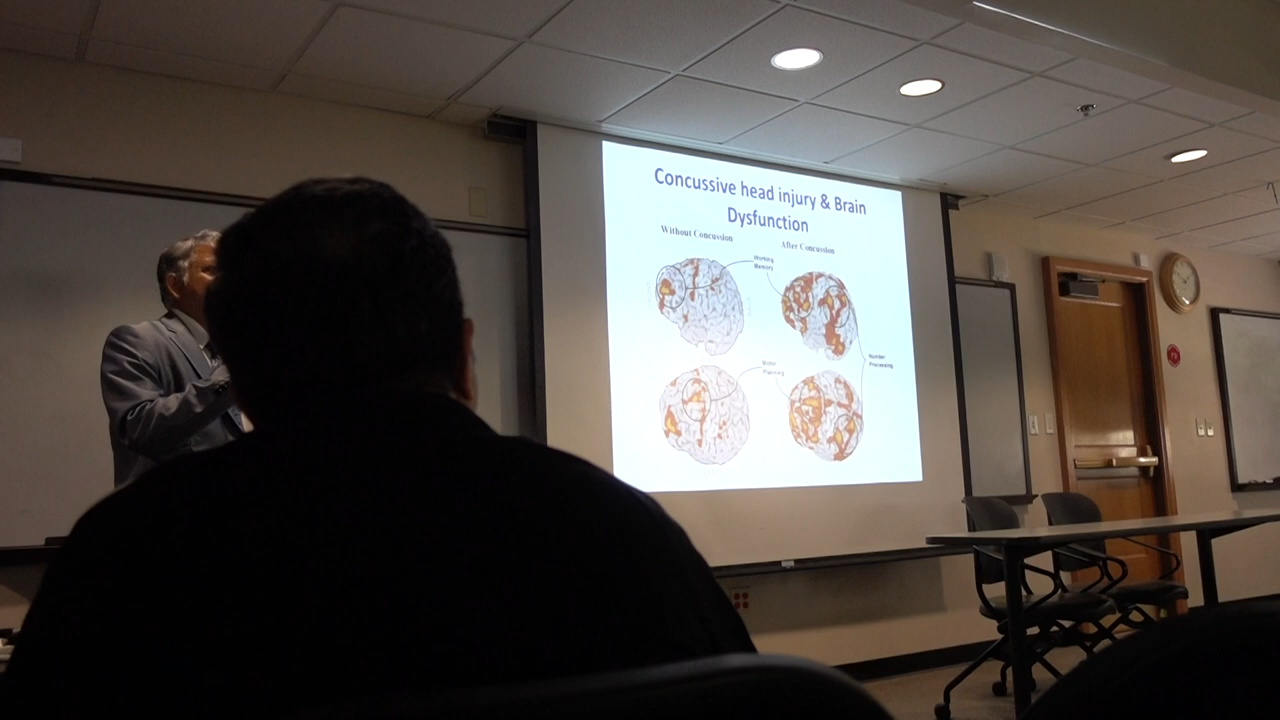 Concussive head injury & Brain
Dysfunction
Without Concussion
After Concussion
Working
Memory
Motor
Planning
Number
Processing